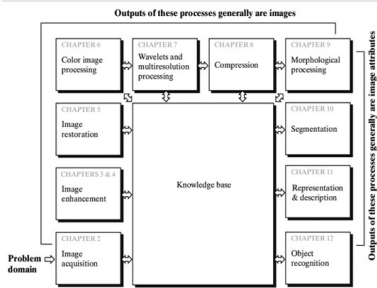 Outputs of these processes generally are images
CHAPTER 6
Color image
processing
CHAPTER 7
Wavelets and
multiresolution
processing
CHAPTER 8
Compression
CHAPTER 9
Morphological
processing
CHAPTER 5
Image
restoration
CHAPTERS 3 & 4
Image
enhancement
CHAPTER 2
Image
acquisition
Problem
domain
Knowledge base
CHAPTER 10
Segmentation
CHAPTER 11
Representation
& description
CHAPTER 12
Object
recognition
Outputs of these processes generally are image attributes